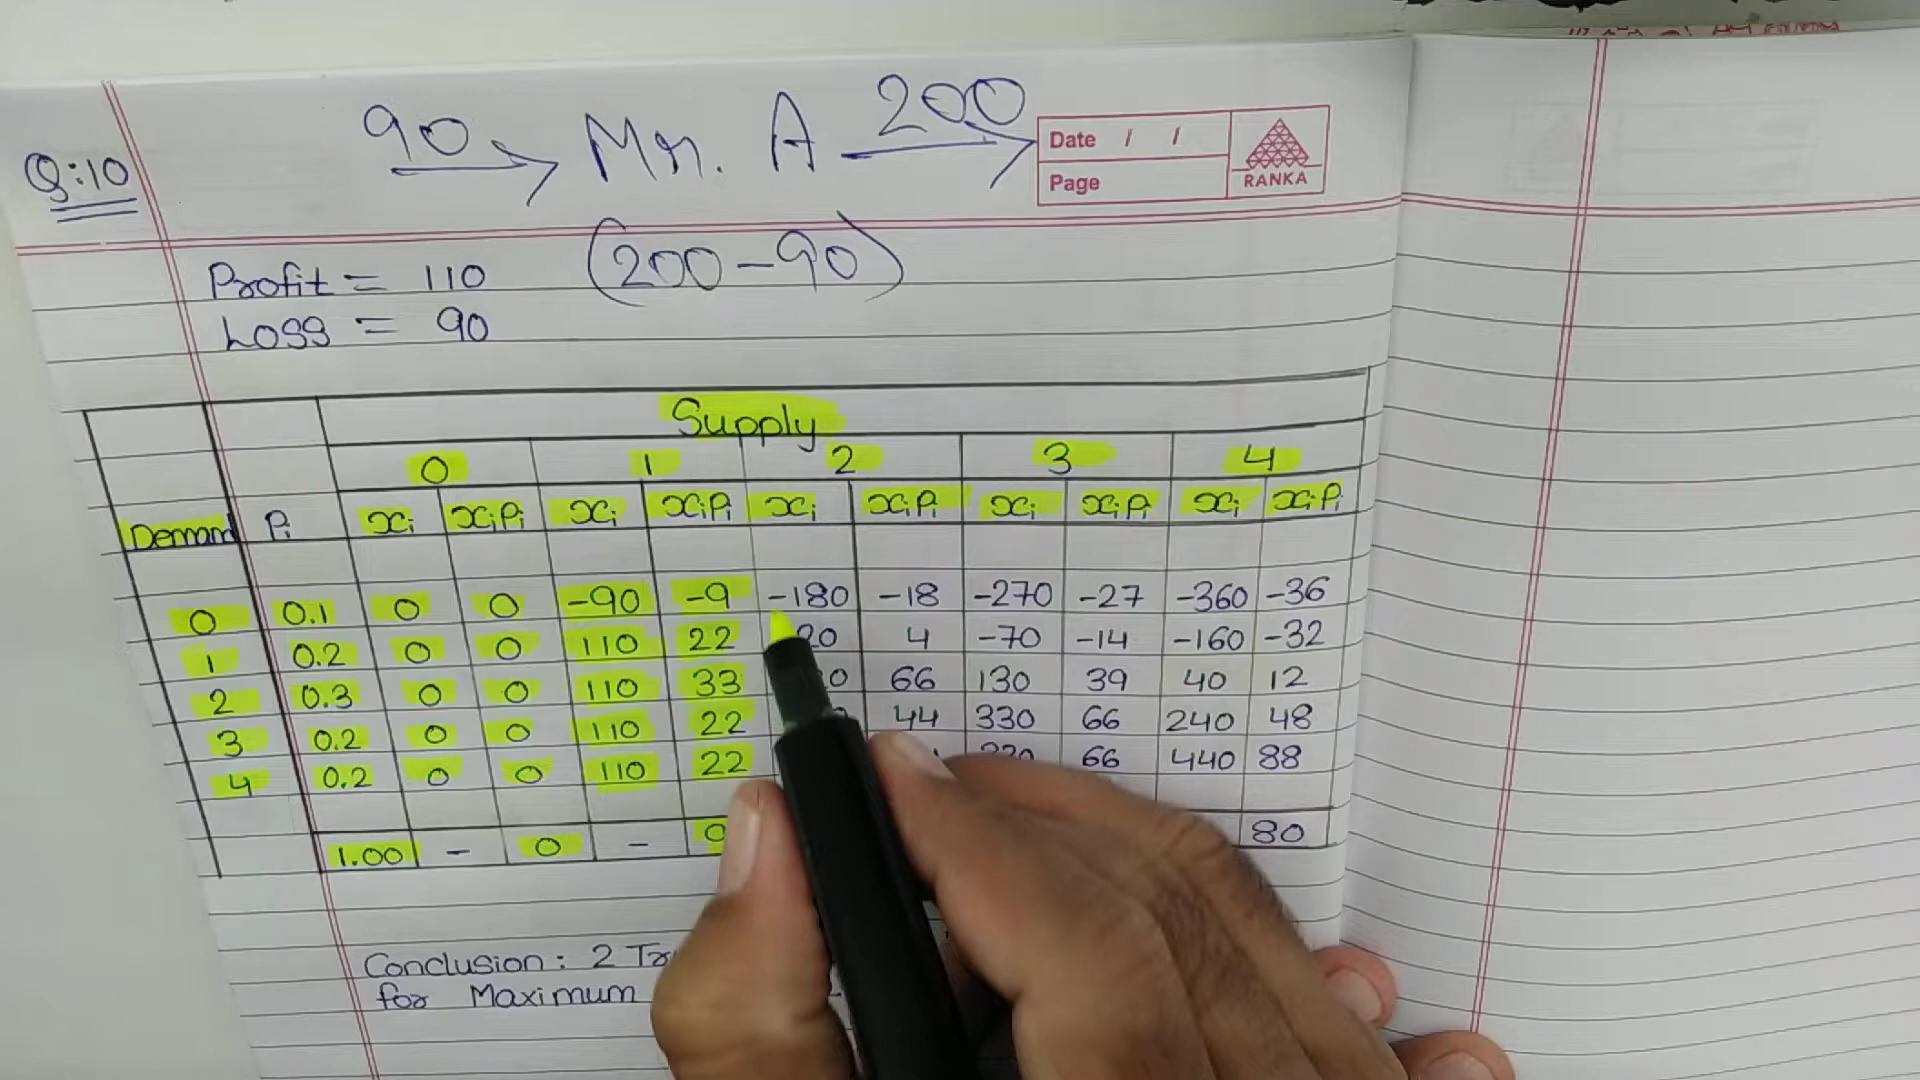 Q:10
90 → Mr. A 200 →
Date / /
Page
RANKA
Profit = 110 (200-90)
Loss = 90
Supply
0 1 2 3 4
Demand Pi xi xiPi xi xiPi xi xiPi xi xiPi xi xiPi
0 0.1 0 0 -90 -9 -180 -18 -270 -27 -360 -36
1 0.2 0 0 110 22 20 4 -70 -14 -160 -32
2 0.3 0 0 110 33 66 130 39 40 12
3 0.2 0 0 110 22 44 330 66 240 48
4 0.2 0 0 110 22 66 440 88
1.00 - 0 - 80
Conclusion: 2
for Maximum